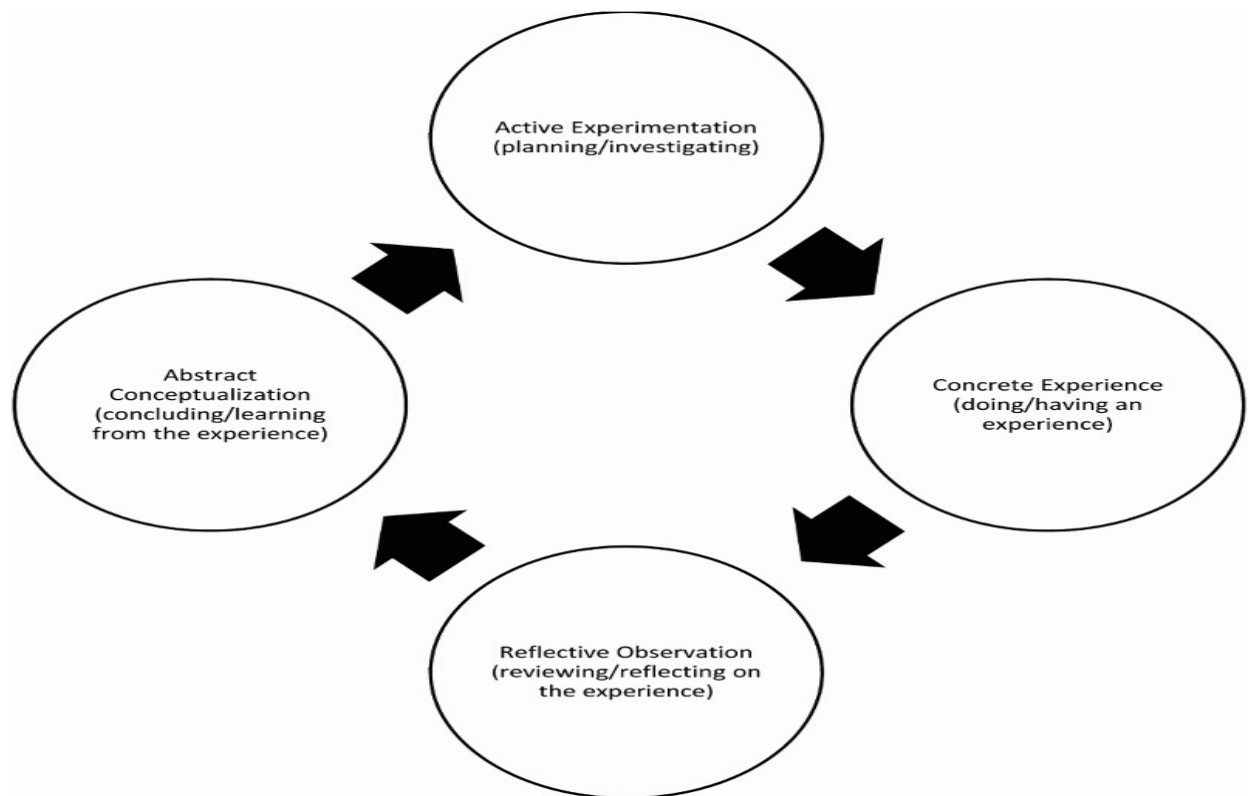 Active Experimentation
(planning/investigating)
Abstract
Conceptualization
(concluding/learning
from the experience)
Concrete Experience
(doing/having an
experience)
Reflective Observation
(reviewing/reflecting on
the experience)